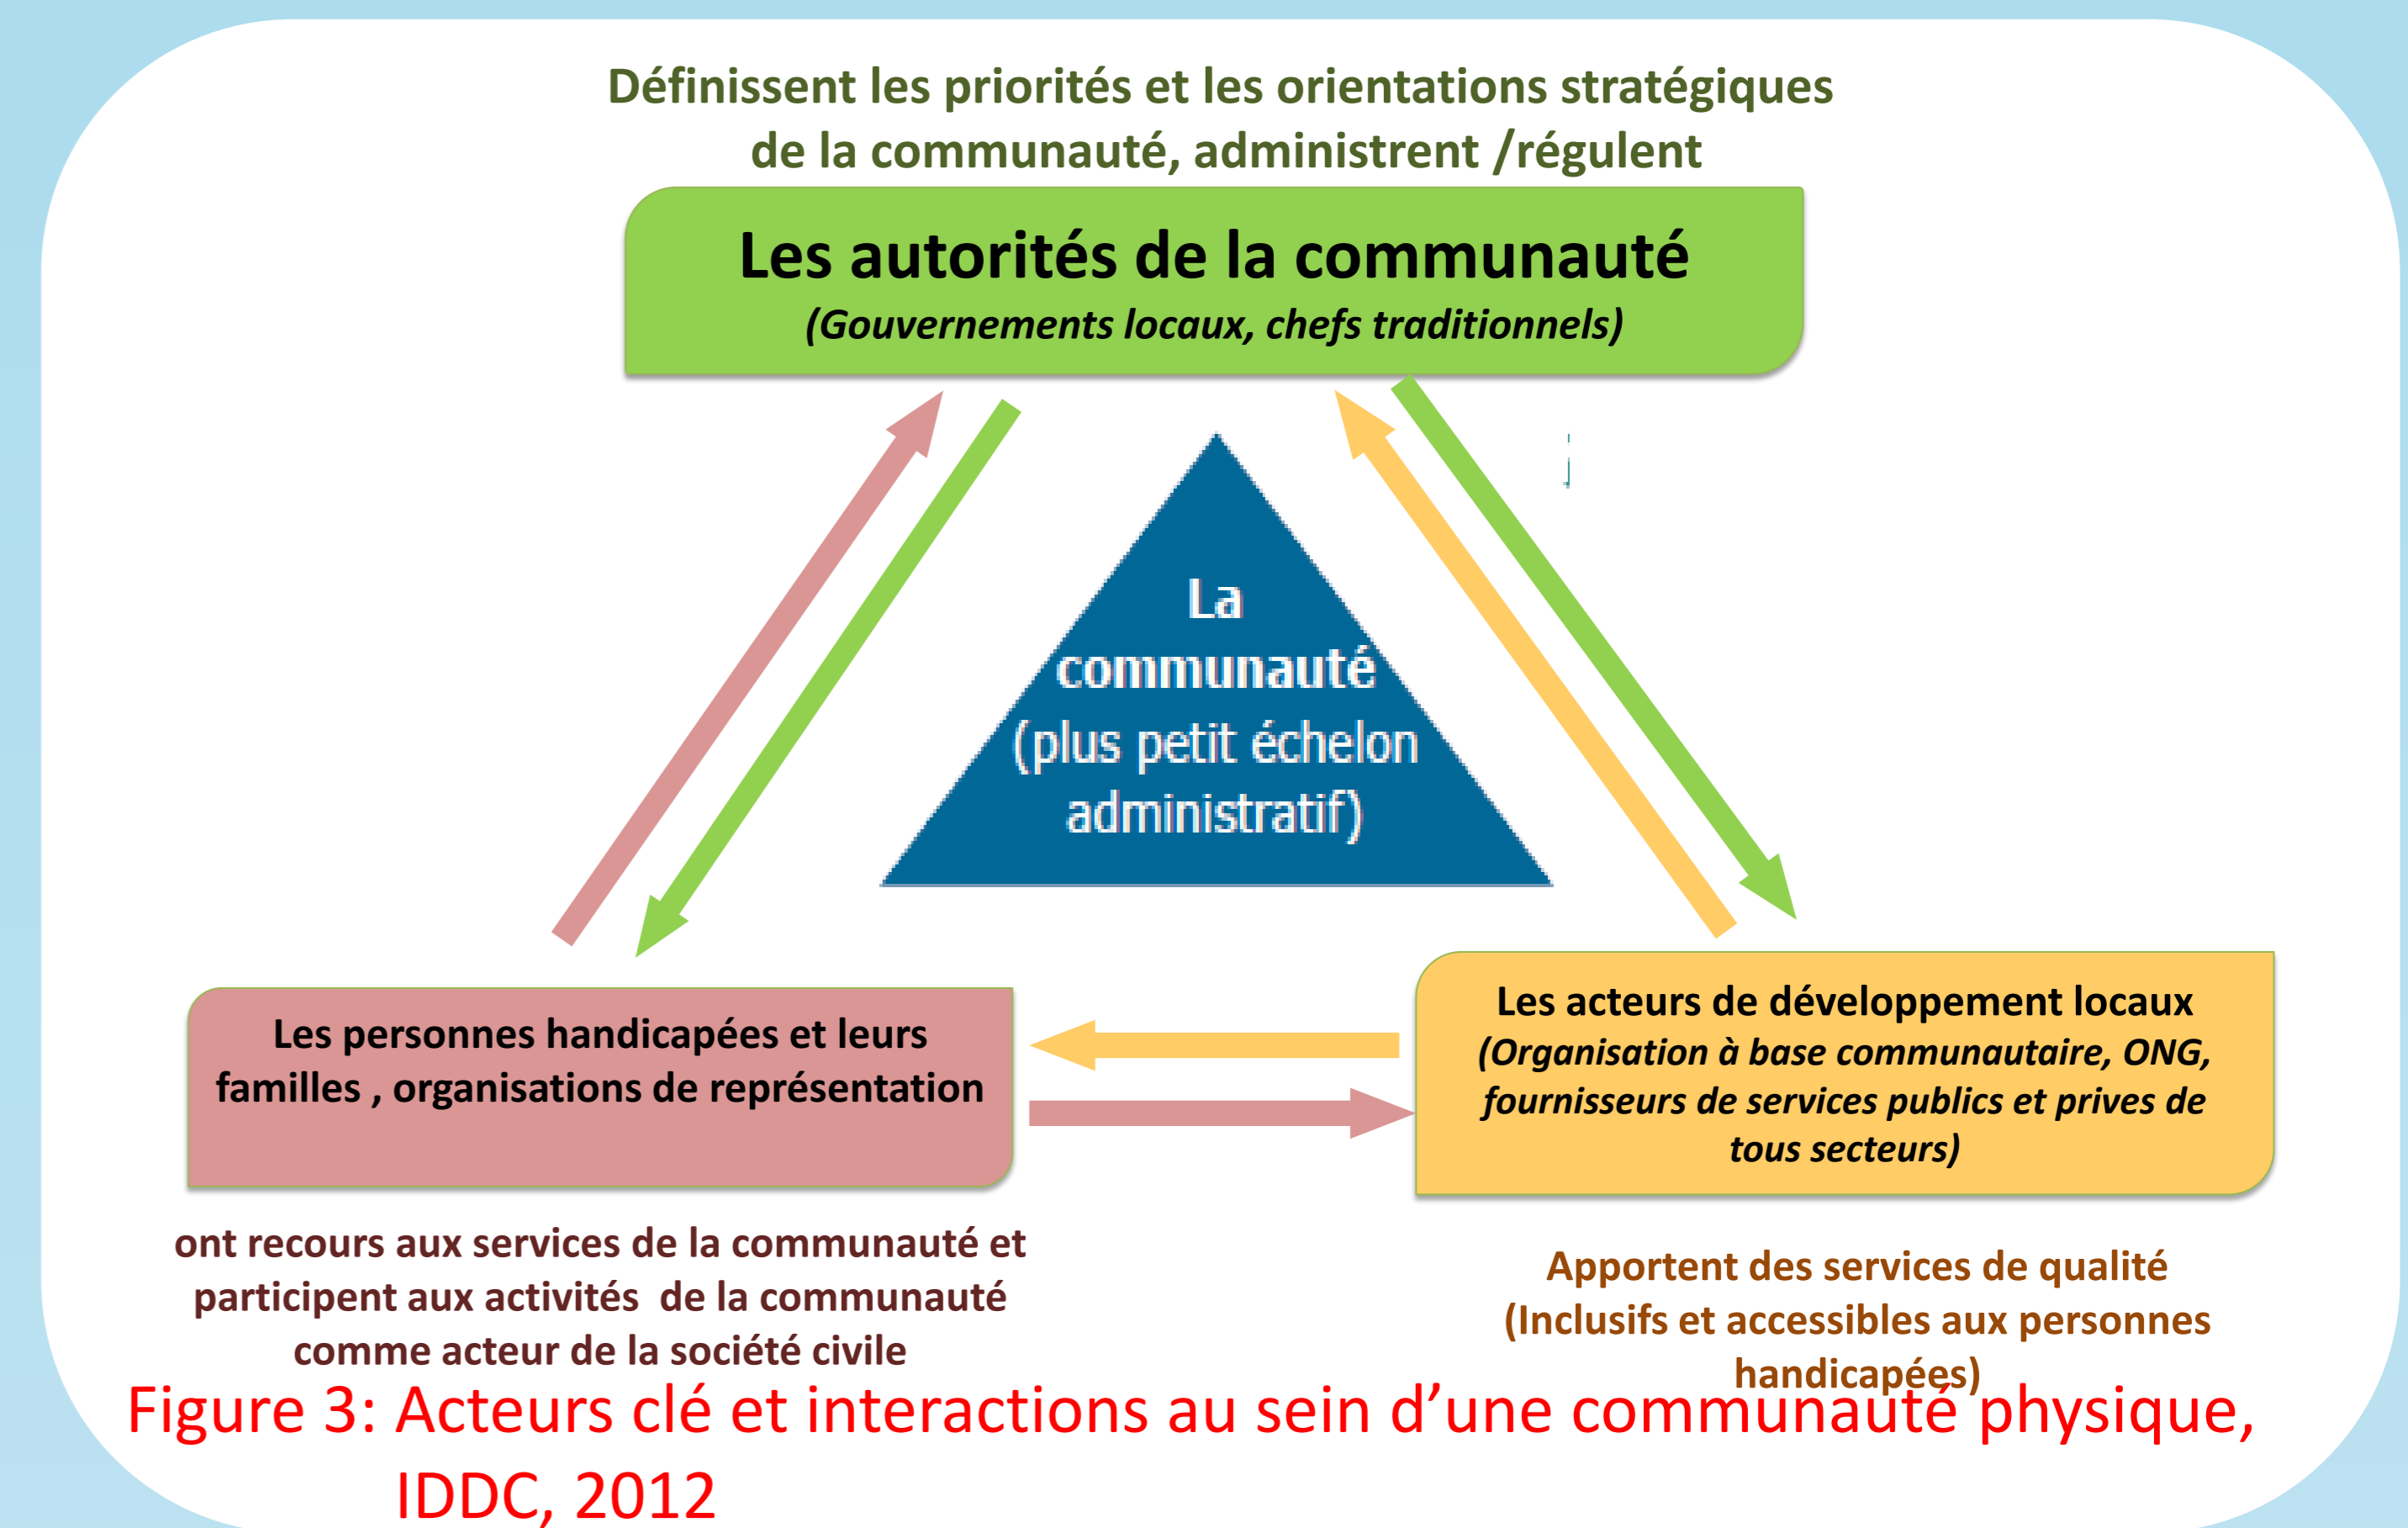 Définissent les priorités et les orientations stratégiques
de la communauté, administrent /régulent
Les autorités de la communauté
(Gouvernements locaux, chefs traditionnels)
La
communauté
(plus petit échelon
administratif)
Les personnes handicapées et leurs
familles , organisations de représentation
Les acteurs de développement locaux
(Organisation à base communautaire, ONG,
fournisseurs de services publics et prives de
tous secteurs)
ont recours aux services de la communauté et
participent aux activités  de la communauté
comme acteur de la société civile
Apportent des services de qualité
(Inclusifs et accessibles aux personnes
handicapées)
Figure 3: Acteurs clé et interactions au sein d’une communauté physique,
IDDC, 2012